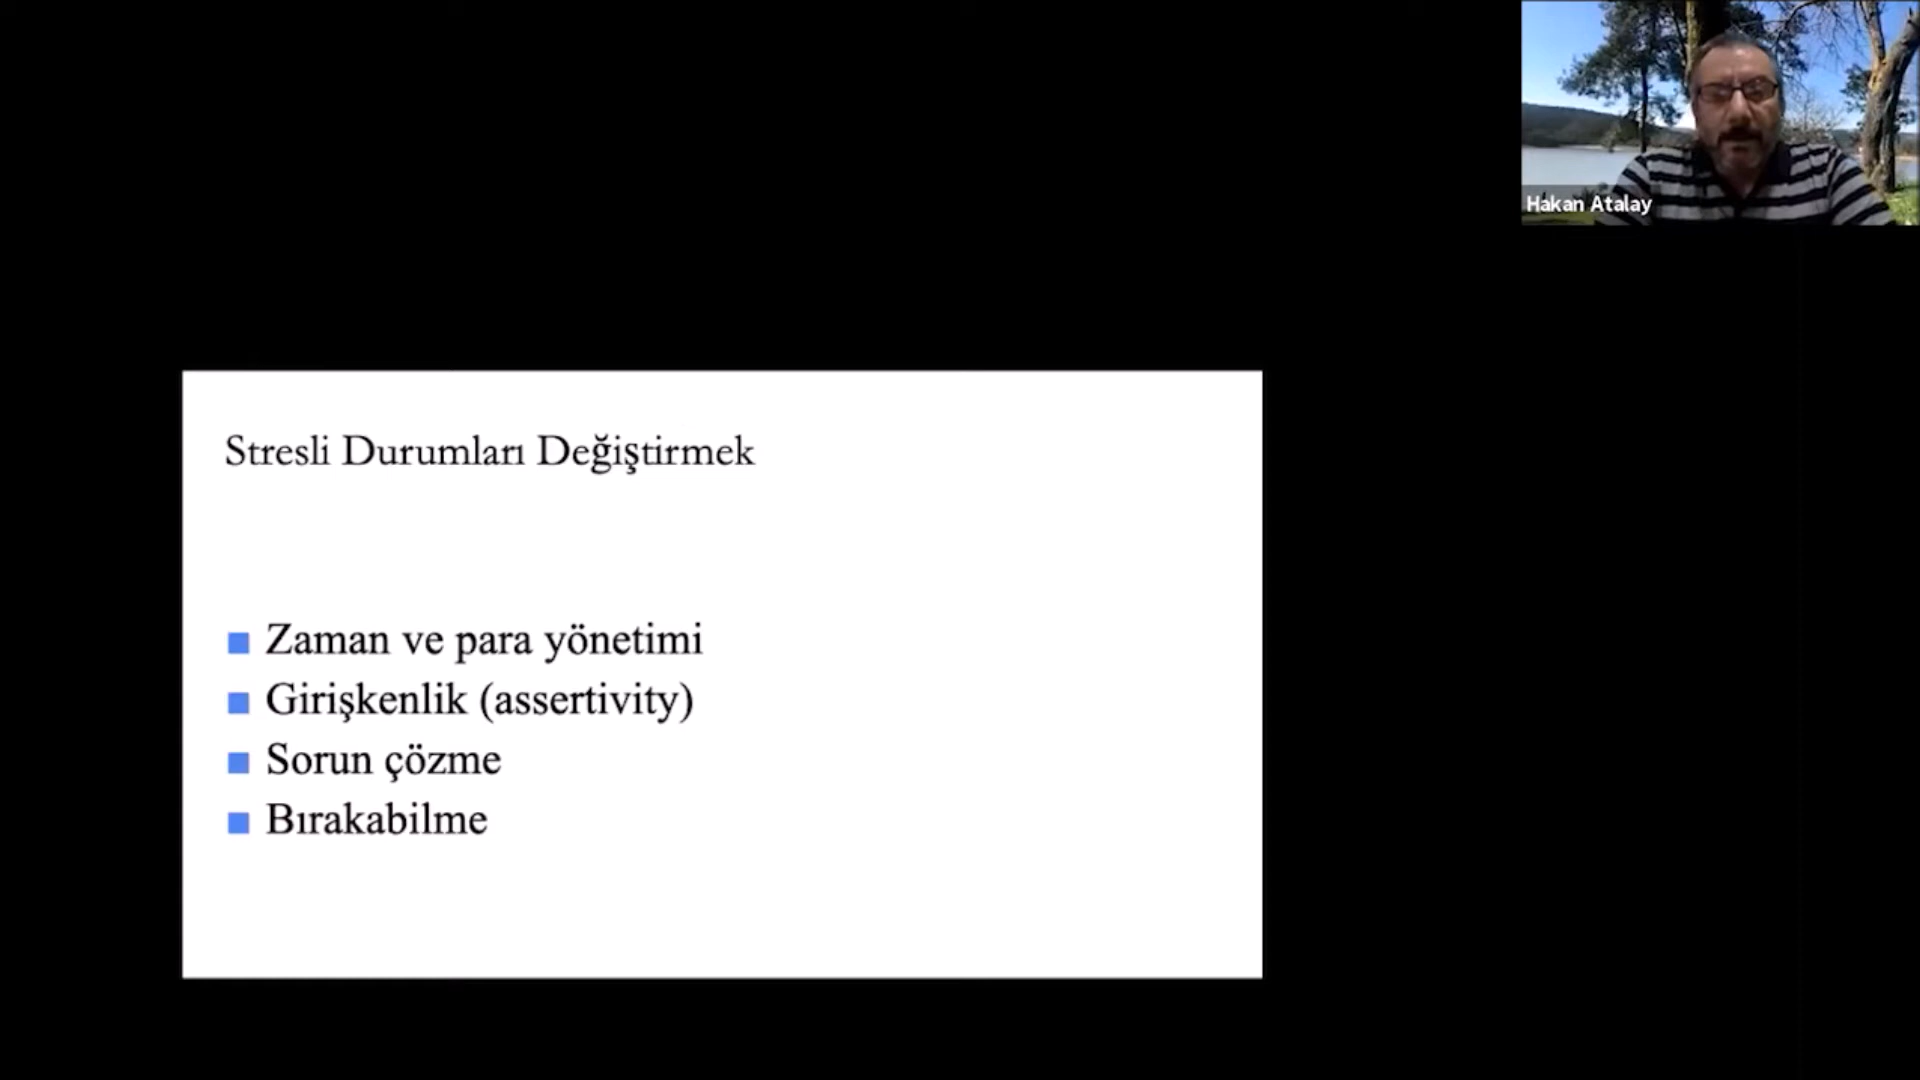 Hakan Atalay
Stresli Durumları Değiştirmek
Zaman ve para yönetimi
Girişkenlik (assertivity)
Sorun çözme
Bırakabilme